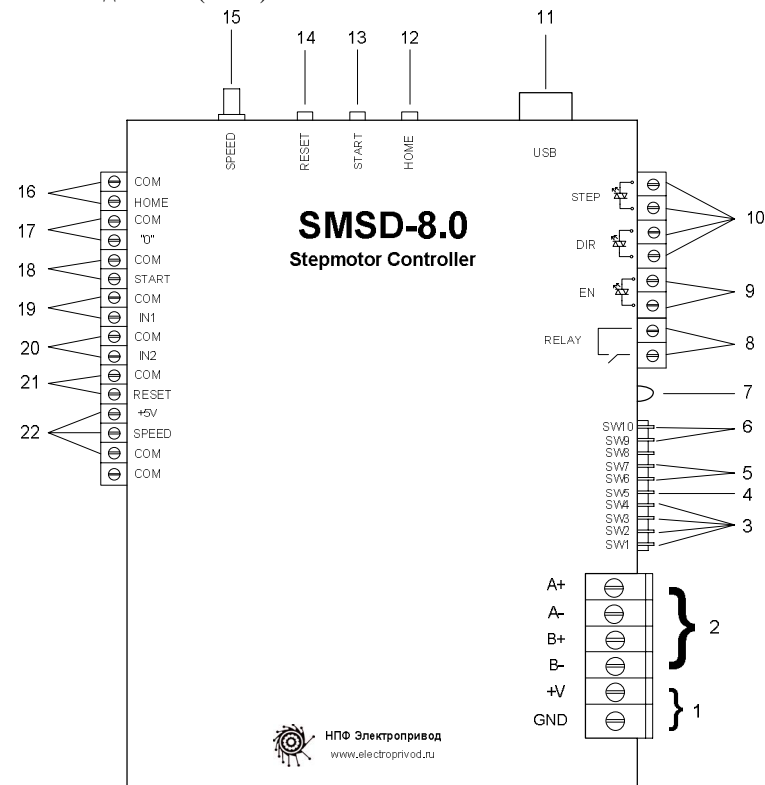 15
14
13
12
11
SPEED
RESET
START
HOME
USB
16
COM
HOME
17
COM
"0"
18
COM
START
19
COM
IN1
20
COM
IN2
21
COM
RESET
22
+5V
SPEED
COM
COM
SMSD-8.0
Stepmotor Controller
STEP
DIR
10
EN
9
RELAY
8
7
SW10
SW9
6
SW8
SW7
SW6
5
SW5
4
SW4
SW3
SW2
SW1
3
A+
A-
B+
B-
2
+V
GND
1
НПФ Электропривод
www.electroprivod.ru